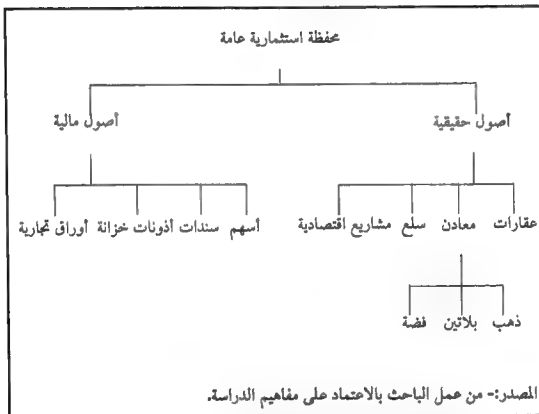 محفظة استثمارية عامة
أصول حقيقية أصول مالية
عقارات معادن سلع مشاريع اقتصادية أسهم سندات أذونات خزانة أوراق تجارية
ذهب بلاتين فضة
المصدر:- من عمل الباحث بالاعتماد على مفاهيم الدراسة.